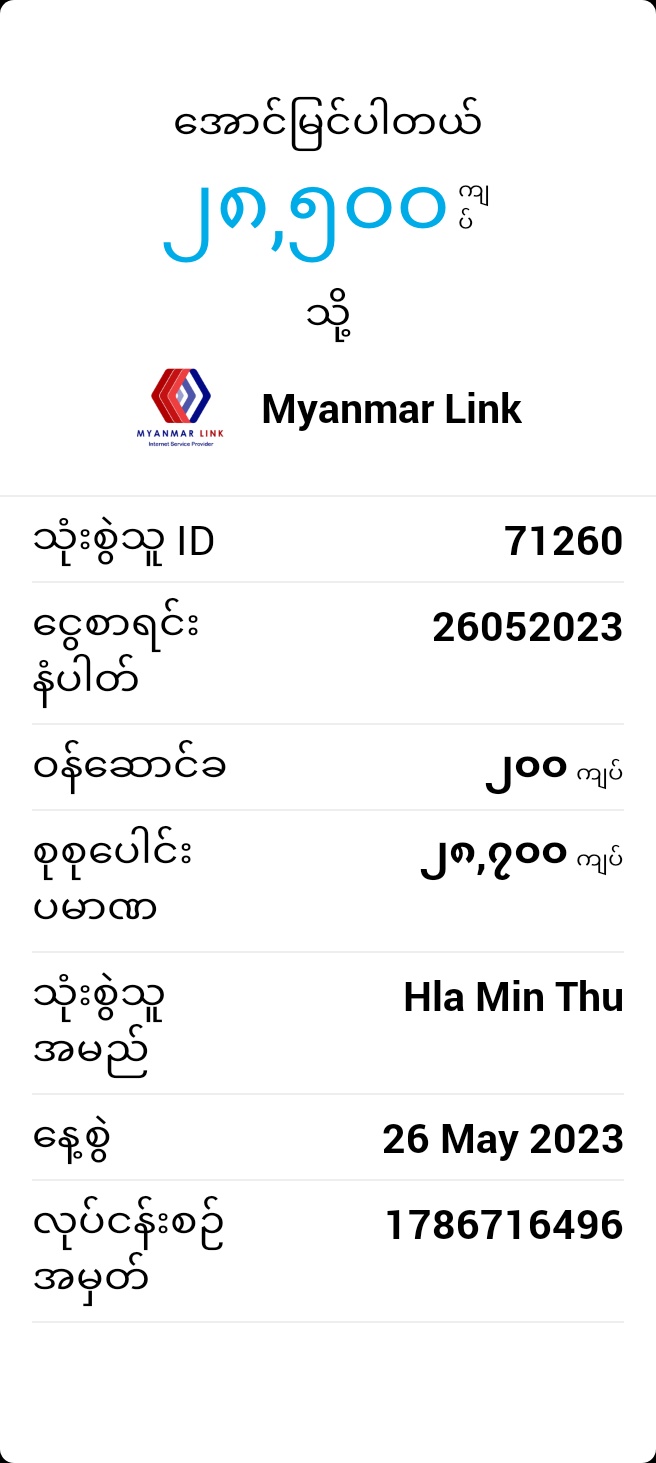 အောင်မြင်ပါတယ်
၂၈,၅၀၀ ကျပ်
သို့
MYANMAR LINK
Internet Service Provider
Myanmar Link
သုံးစွဲသူ ID 71260
ငွေစာရင်း 26052023
နံပါတ်
ဝန်ဆောင်ခ ၂၀၀ ကျပ်
စုစုပေါင်း ၂၈,၇၀၀ ကျပ်
ပမာဏ
သုံးစွဲသူ Hla Min Thu
အမည်
နေ့စွဲ 26 May 2023
လုပ်ငန်းစဉ် 1786716496
အမှတ်